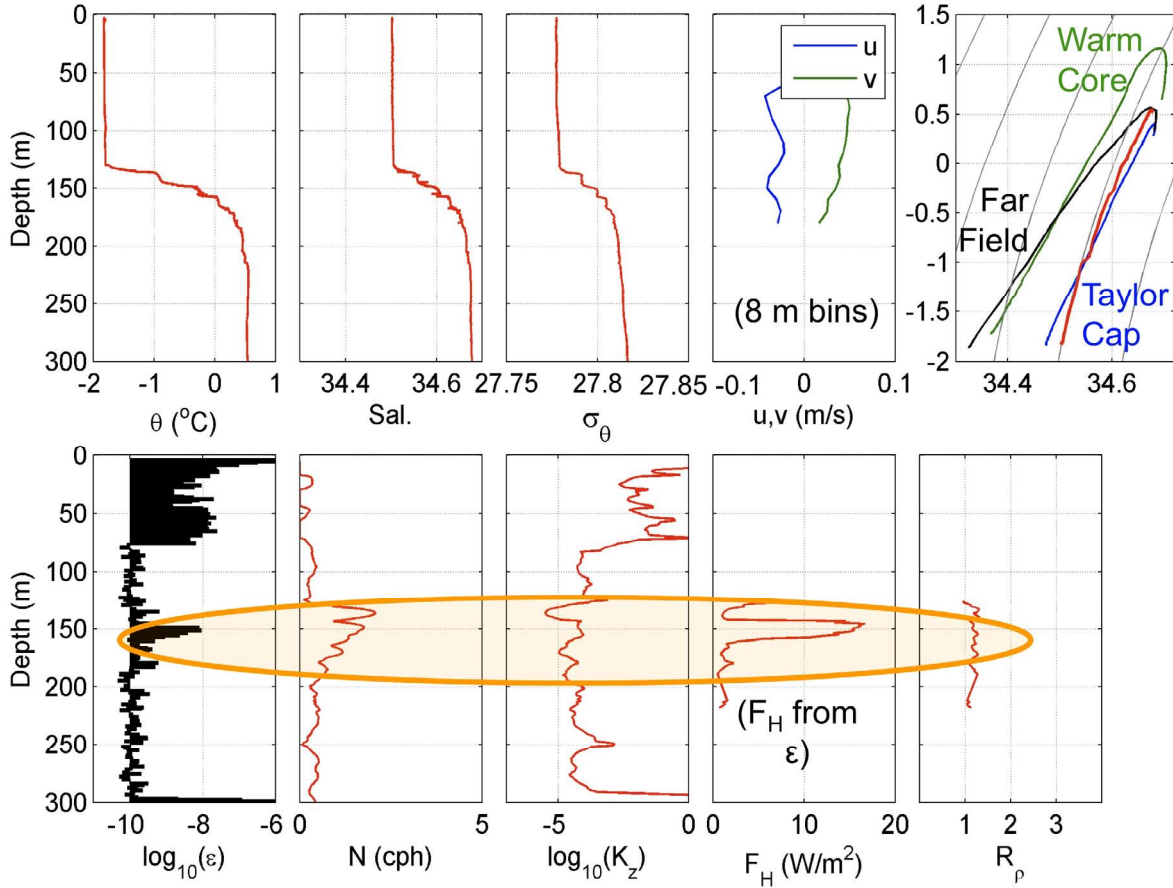 0
50
100
150
200
250
300
Depth (m)
-2 -1 0 1
θ (°C)
34.4 34.6
Sal.
27.75 27.8 27.85
σθ
u
v
(8 m bins)
-0.1 0 0.1
u,v (m/s)
1.5
1
0.5
0
-0.5
-1
-1.5
-2
Warm
Core
Far
Field
Taylor
Cap
34.4 34.6
0
50
100
150
200
250
300
Depth (m)
-10 -8 -6
log10(ε)
0 5
N (cph)
-5 0
log10(Kz)
(FH from
ε)
0 10 20
FH (W/m²)
1 2 3
Rρ